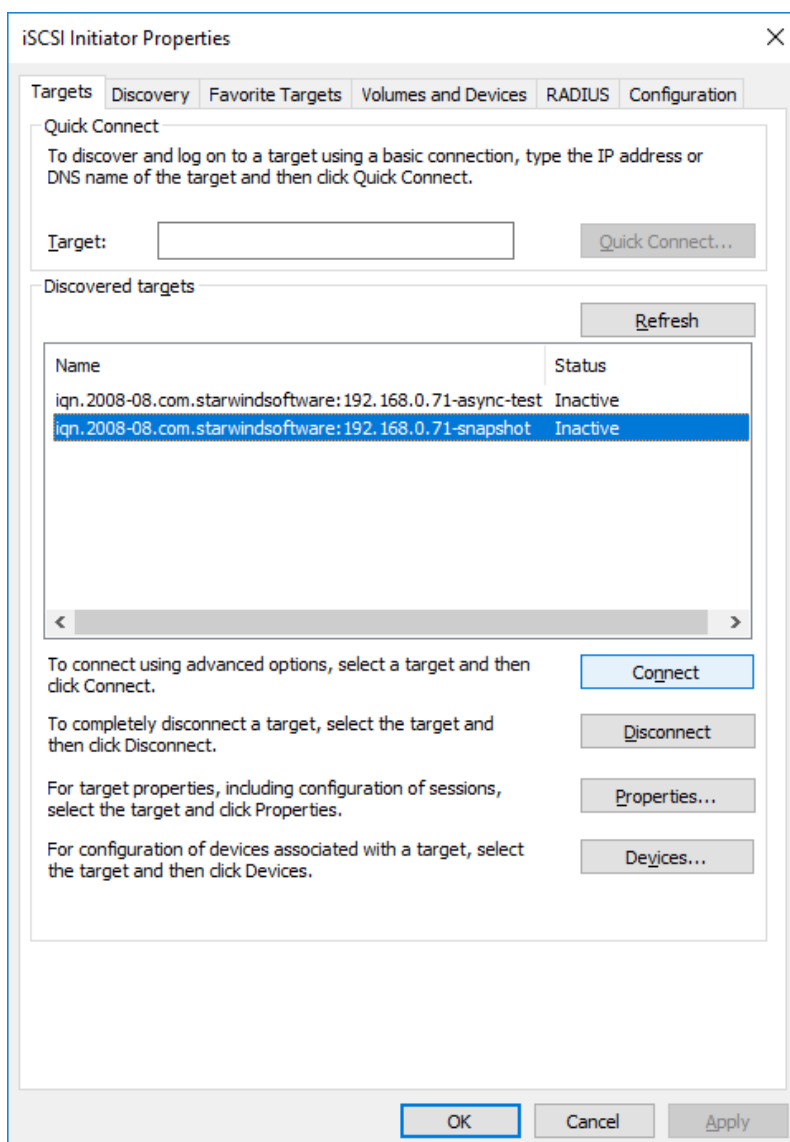 iSCSI Initiator Properties
Targets Discovery Favorite Targets Volumes and Devices RADIUS Configuration
Quick Connect
To discover and log on to a target using a basic connection, type the IP address or
DNS name of the target and then click Quick Connect.
Target: Quick Connect...
Discovered targets
Refresh
Name Status
iqn.2008-08.com.starwindsoftware:192.168.0.71-async-test Inactive
iqn.2008-08.com.starwindsoftware:192.168.0.71-snapshot Inactive
To connect using advanced options, select a target and then
click Connect.
Connect
To completely disconnect a target, select the target and
then click Disconnect.
Disconnect
For target properties, including configuration of sessions,
select the target and click Properties.
Properties...
For configuration of devices associated with a target, select
the target and then click Devices.
Devices...
OK Cancel Apply